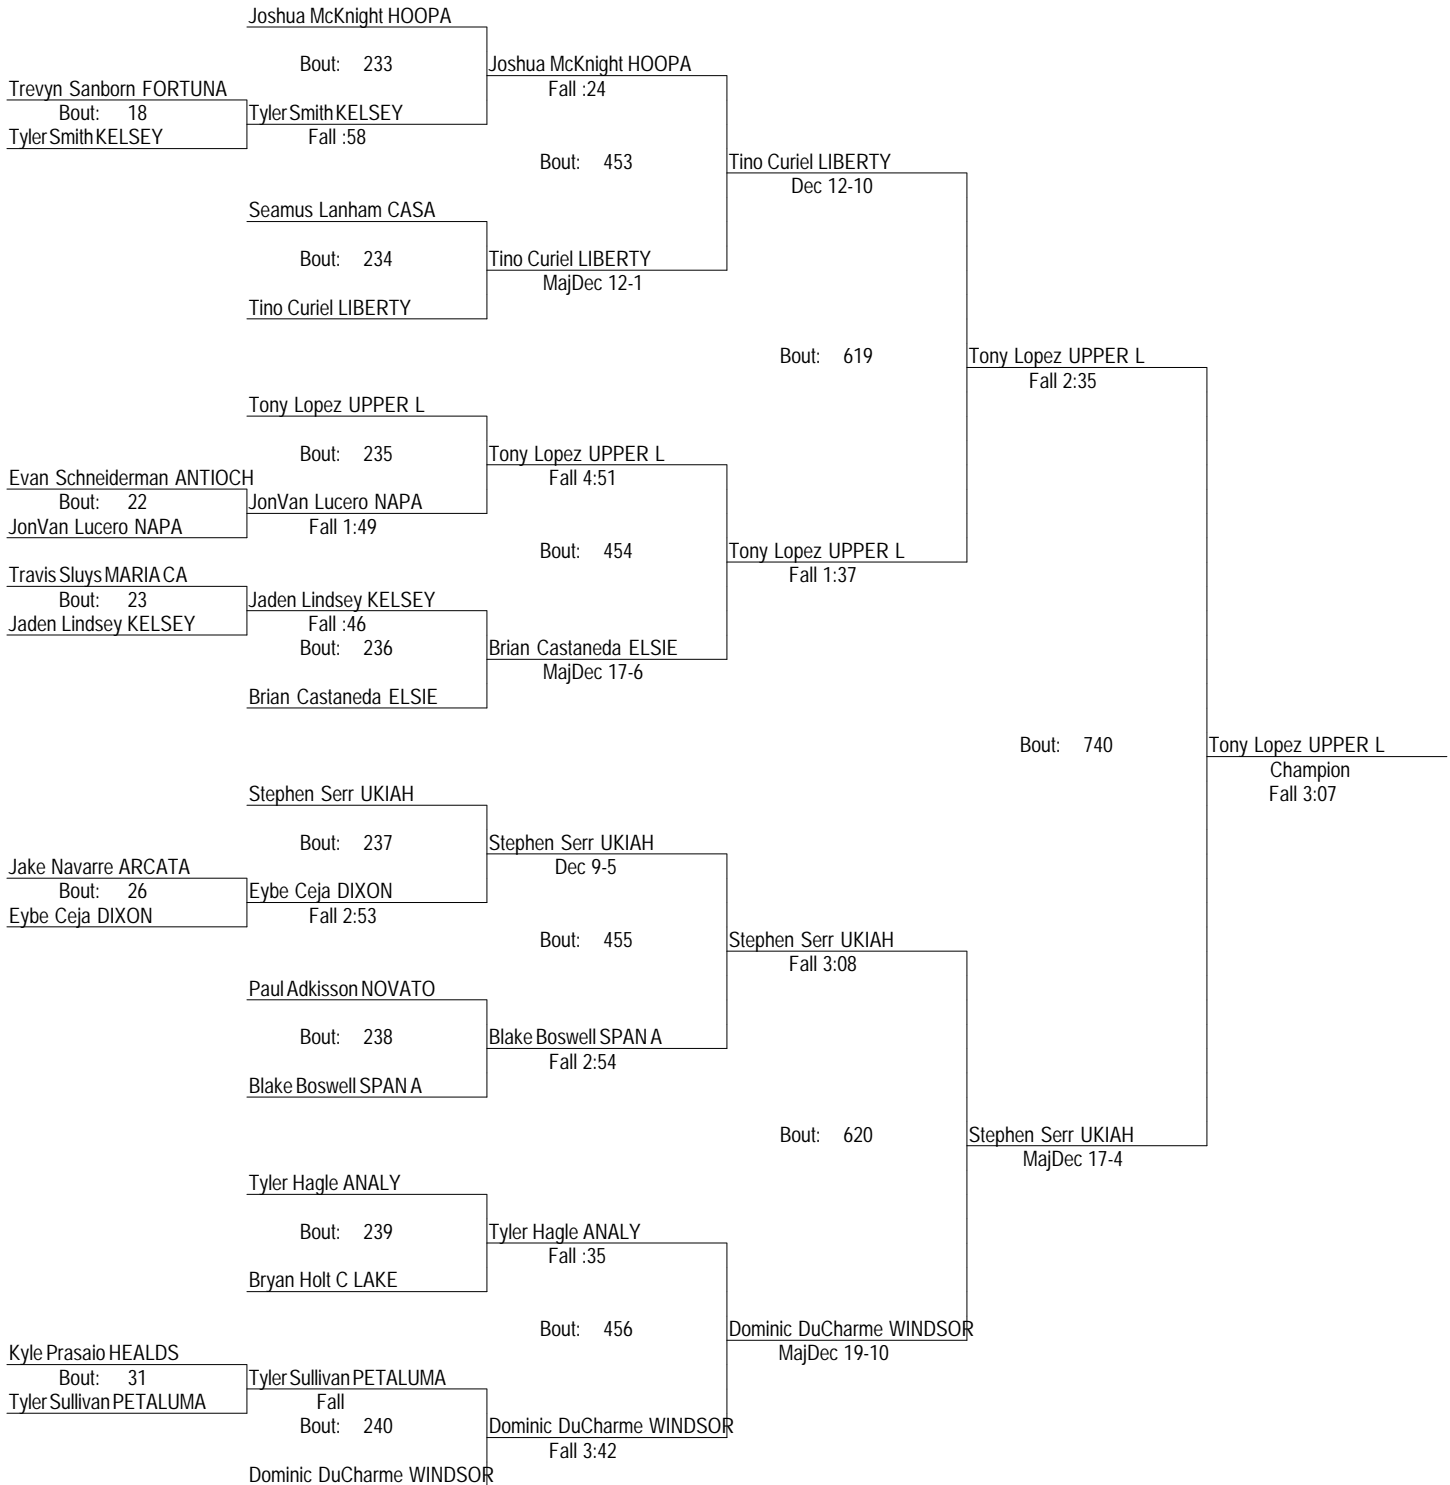 Joshua McKnight HOOPA
Bout: 233
Joshua McKnight HOOPA
Trevyn Sanborn FORTUNA
Fall :24
Bout: 18
Tyler Smith KELSEY
Tyler Smith KELSEY
Fall :58
Bout: 453
Tino Curiel LIBERTY
Dec 12-10
Seamus Lanham CASA
Bout: 234
Tino Curiel LIBERTY
MajDec 12-1
Tino Curiel LIBERTY
Bout: 619
Tony Lopez UPPER L
Fall 2:35
Tony Lopez UPPER L
Bout: 235
Tony Lopez UPPER L
Evan Schneiderman ANTIOCH
Fall 4:51
Bout: 22
JonVan Lucero NAPA
JonVan Lucero NAPA
Fall 1:49
Bout: 454
Tony Lopez UPPER L
Travis Sluys MARIA CA
Fall 1:37
Bout: 23
Jaden Lindsey KELSEY
Jaden Lindsey KELSEY
Fall :46
Bout: 236
Brian Castaneda ELSIE
MajDec 17-6
Brian Castaneda ELSIE
Bout: 740
Tony Lopez UPPER L
Champion
Fall 3:07
Stephen Serr UKIAH
Bout: 237
Stephen Serr UKIAH
Jake Navarre ARCATA
Dec 9-5
Bout: 26
Eybe Ceja DIXON
Eybe Ceja DIXON
Fall 2:53
Bout: 455
Stephen Serr UKIAH
Fall 3:08
Paul Adkisson NOVATO
Bout: 238
Blake Boswell SPAN A
Fall 2:54
Blake Boswell SPAN A
Bout: 620
Stephen Serr UKIAH
MajDec 17-4
Tyler Hagle ANALY
Bout: 239
Tyler Hagle ANALY
Fall :35
Bryan Holt C LAKE
Bout: 456
Dominic DuCharme WINDSOR
MajDec 19-10
Kyle Prasaio HEALDS
Bout: 31
Tyler Sullivan PETALUMA
Tyler Sullivan PETALUMA
Fall
Bout: 240
Dominic DuCharme WINDSOR
Fall 3:42
Dominic DuCharme WINDSOR